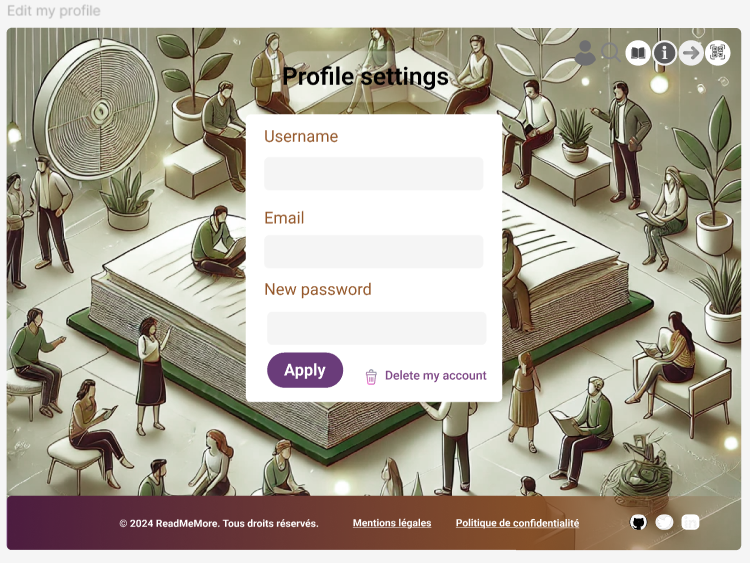 Edit my profile
Profile settings
Username
Email
New password
Apply
Delete my account
© 2024 ReadMeMore. Tous droits réservés. Mentions légales Politique de confidentialité